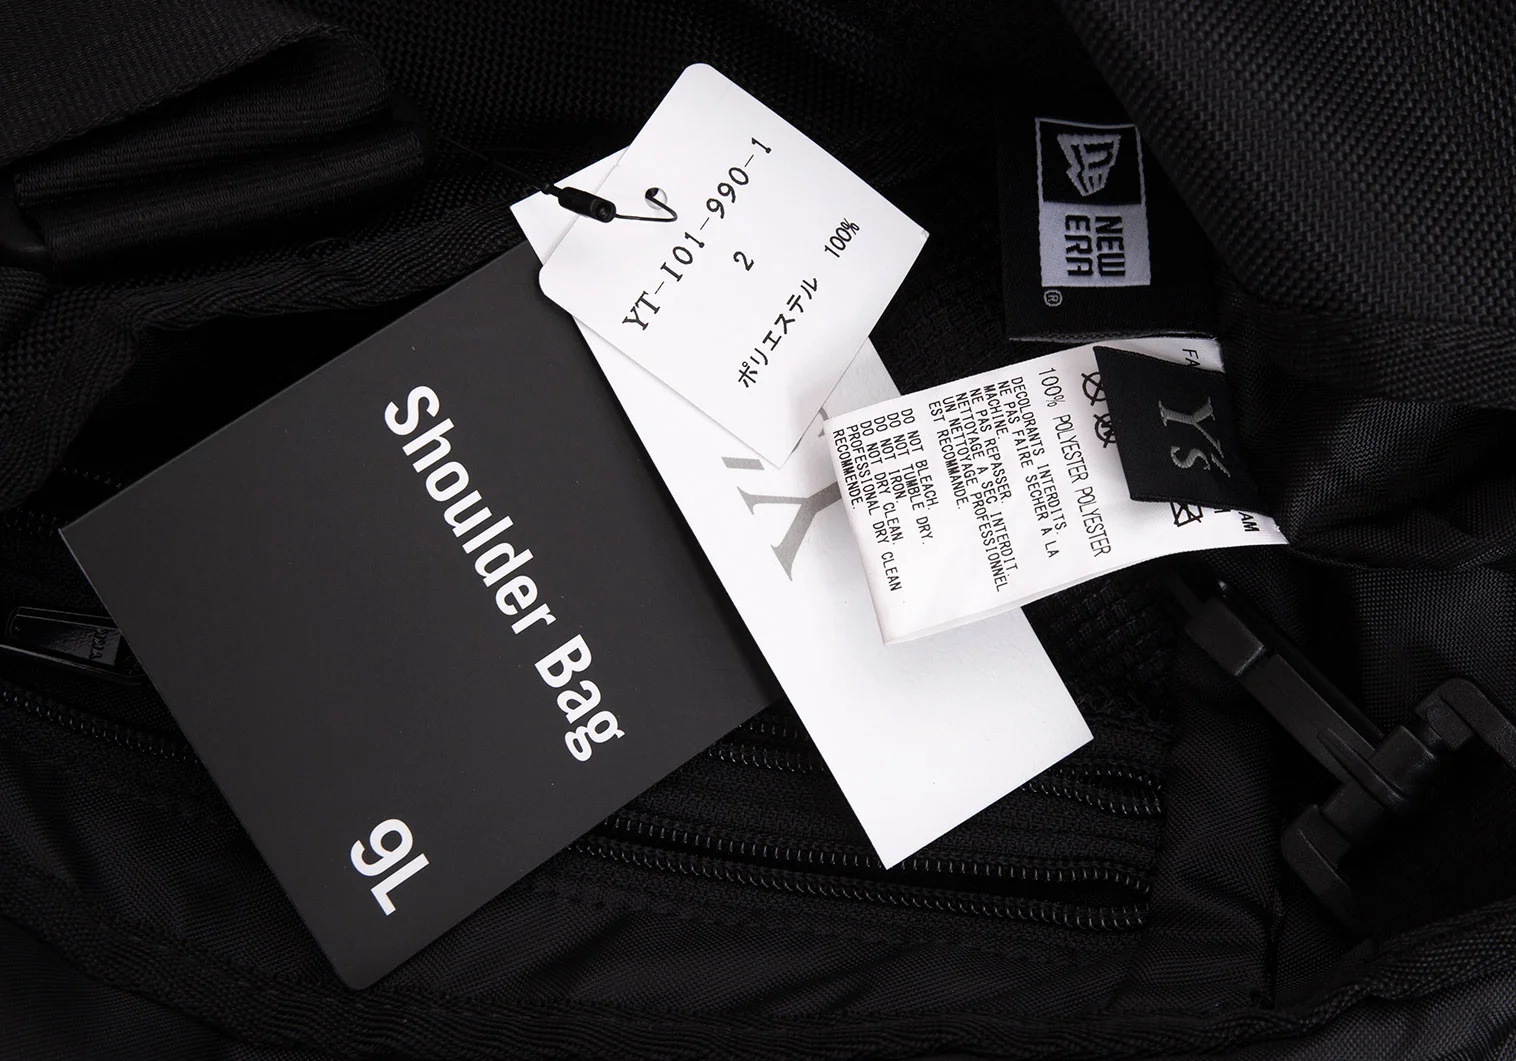 YT-I01-990-1
2
ポリエステル 100%
Shoulder Bag
9L
Y
NEW
ERA
®
Y's
100% POLYESTER POLYESTER
DECOLORANTS INTERDITS.
NE PAS FAIRE SECHER A LA
MACHINE.
NE PAS REPASSER.
NETTOYAGE A SEC INTERDIT.
UN NETTOYAGE PROFESSIONNEL
EST RECOMMANDE.
DO NOT BLEACH.
DO NOT TUMBLE DRY.
DO NOT IRON.
DO NOT DRY CLEAN.
PROFESSIONAL DRY CLEAN
RECOMMENDE.